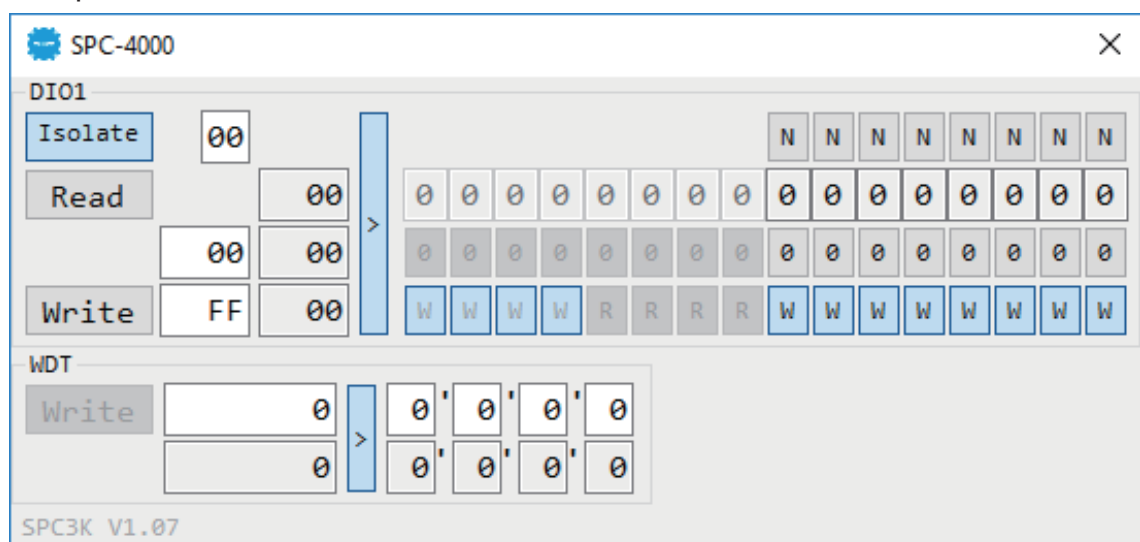 SPC-4000
DIO1
Isolate 00 N N N N N N N N
Read 00 > 0 0 0 0 0 0 0 0 0 0 0 0 0 0 0 0
00 00 0 0 0 0 0 0 0 0 0 0 0 0 0 0 0 0
Write FF 00 W W W W R R R R W W W W W W W W
WDT
Write 0 > 0 ' 0 ' 0 ' 0
0 0 ' 0 ' 0 ' 0
SPC3K V1.07